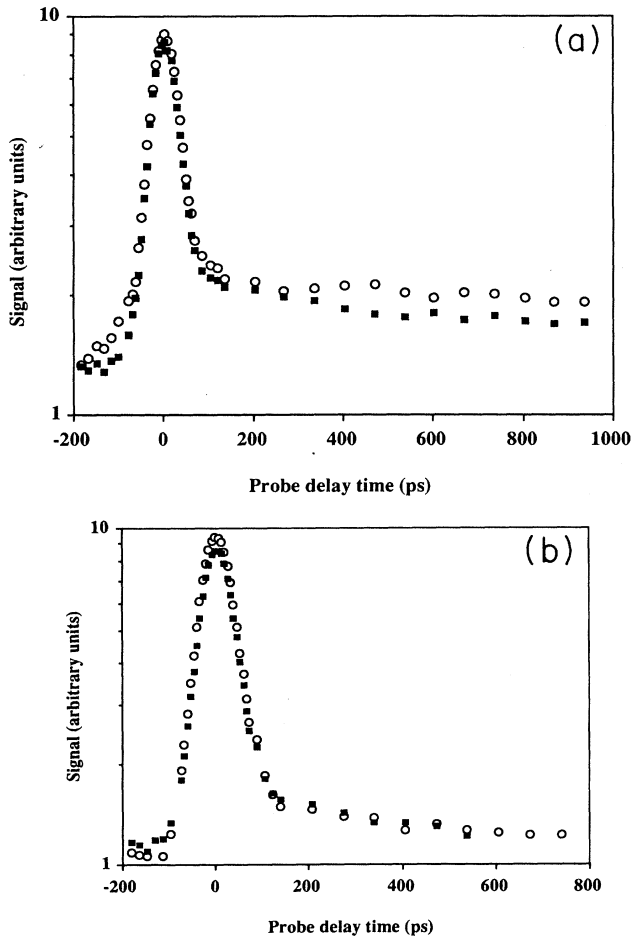 10
(a)
Signal (arbitrary units)
1
-200 0 200 400 600 800 1000
Probe delay time (ps)
10
(b)
Signal (arbitrary units)
1
-200 0 200 400 600 800
Probe delay time (ps)